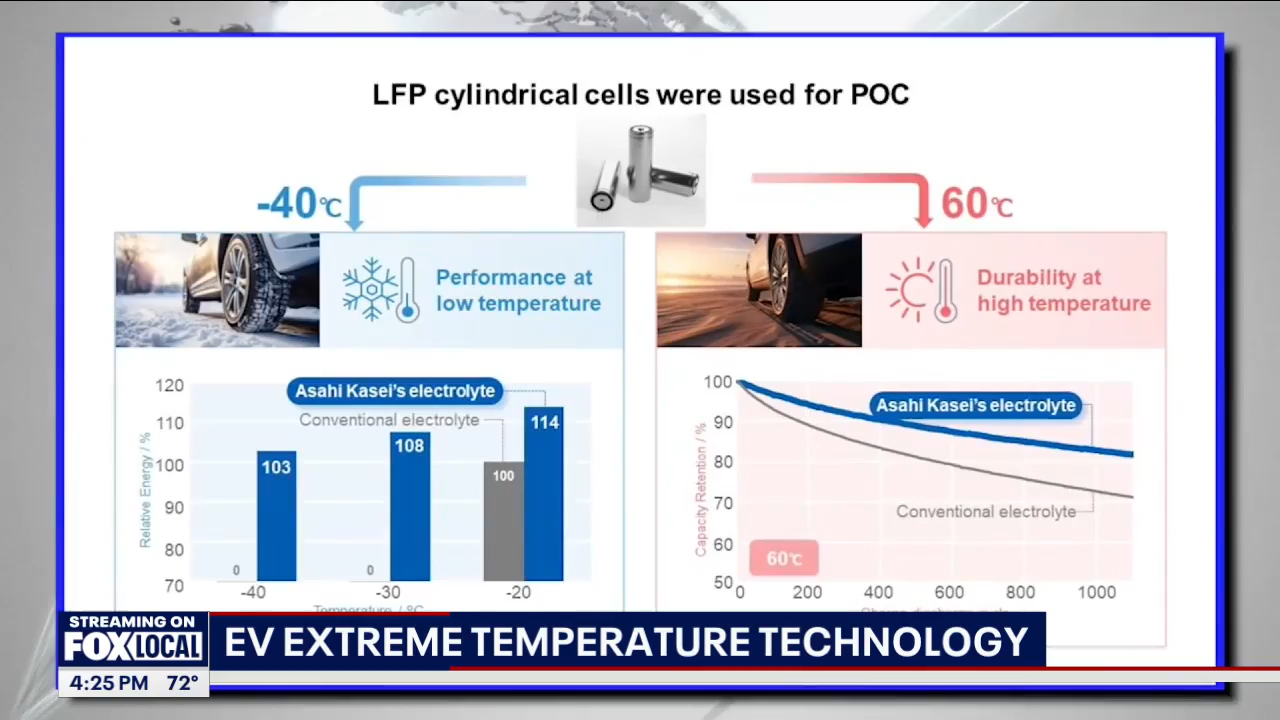 LFP cylindrical cells were used for POC
-40℃
60℃
Performance at
low temperature
Durability at
high temperature
120
110
100
90
80
70
Relative Energy / %
Asahi Kasei's electrolyte
Conventional electrolyte
0
103
0
108
100
114
-40
-30
-20
Temperature / °C
100
90
80
70
60
50
Capacity Retention / %
Asahi Kasei's electrolyte
Conventional electrolyte
60℃
0
200
400
600
800
1000
STREAMING ON
FOX LOCAL
EV EXTREME TEMPERATURE TECHNOLOGY
4:25 PM 72°